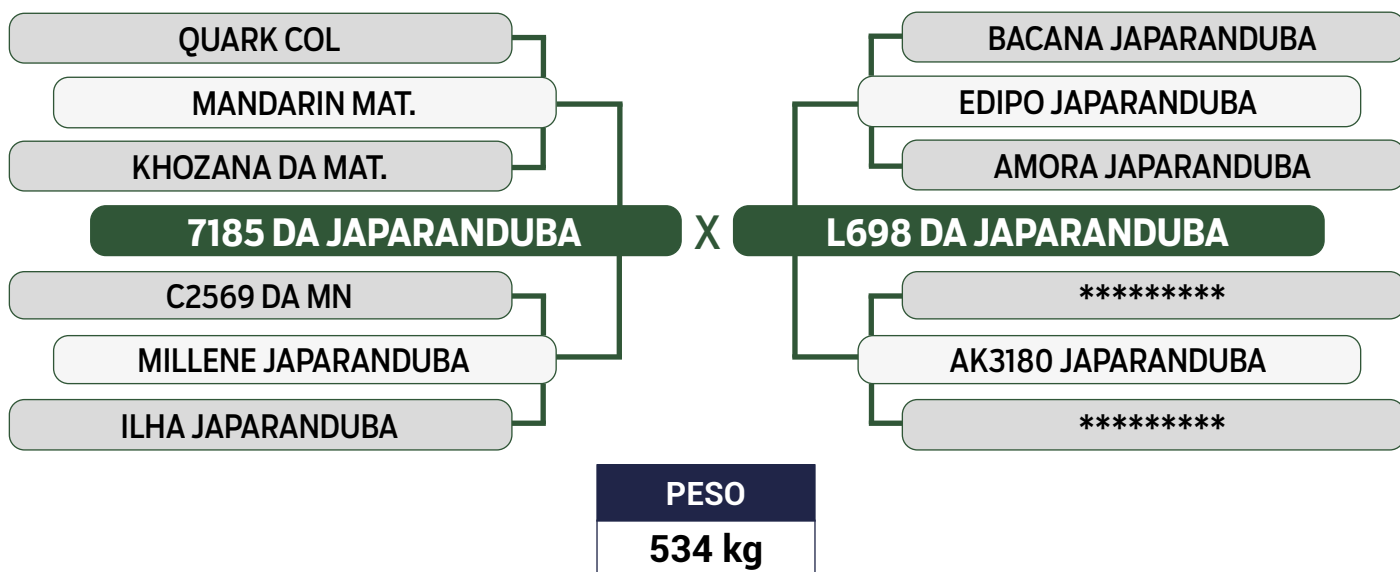 QUARK COL
MANDARIN MAT.
KHOZANA DA MAT.
7185 DA JAPARANDUBA
C2569 DA MN
MILLENE JAPARANDUBA
ILHA JAPARANDUBA
X
BACANA JAPARANDUBA
EDIPO JAPARANDUBA
AMORA JAPARANDUBA
L698 DA JAPARANDUBA
*********
AK3180 JAPARANDUBA
*********
PESO
534 kg